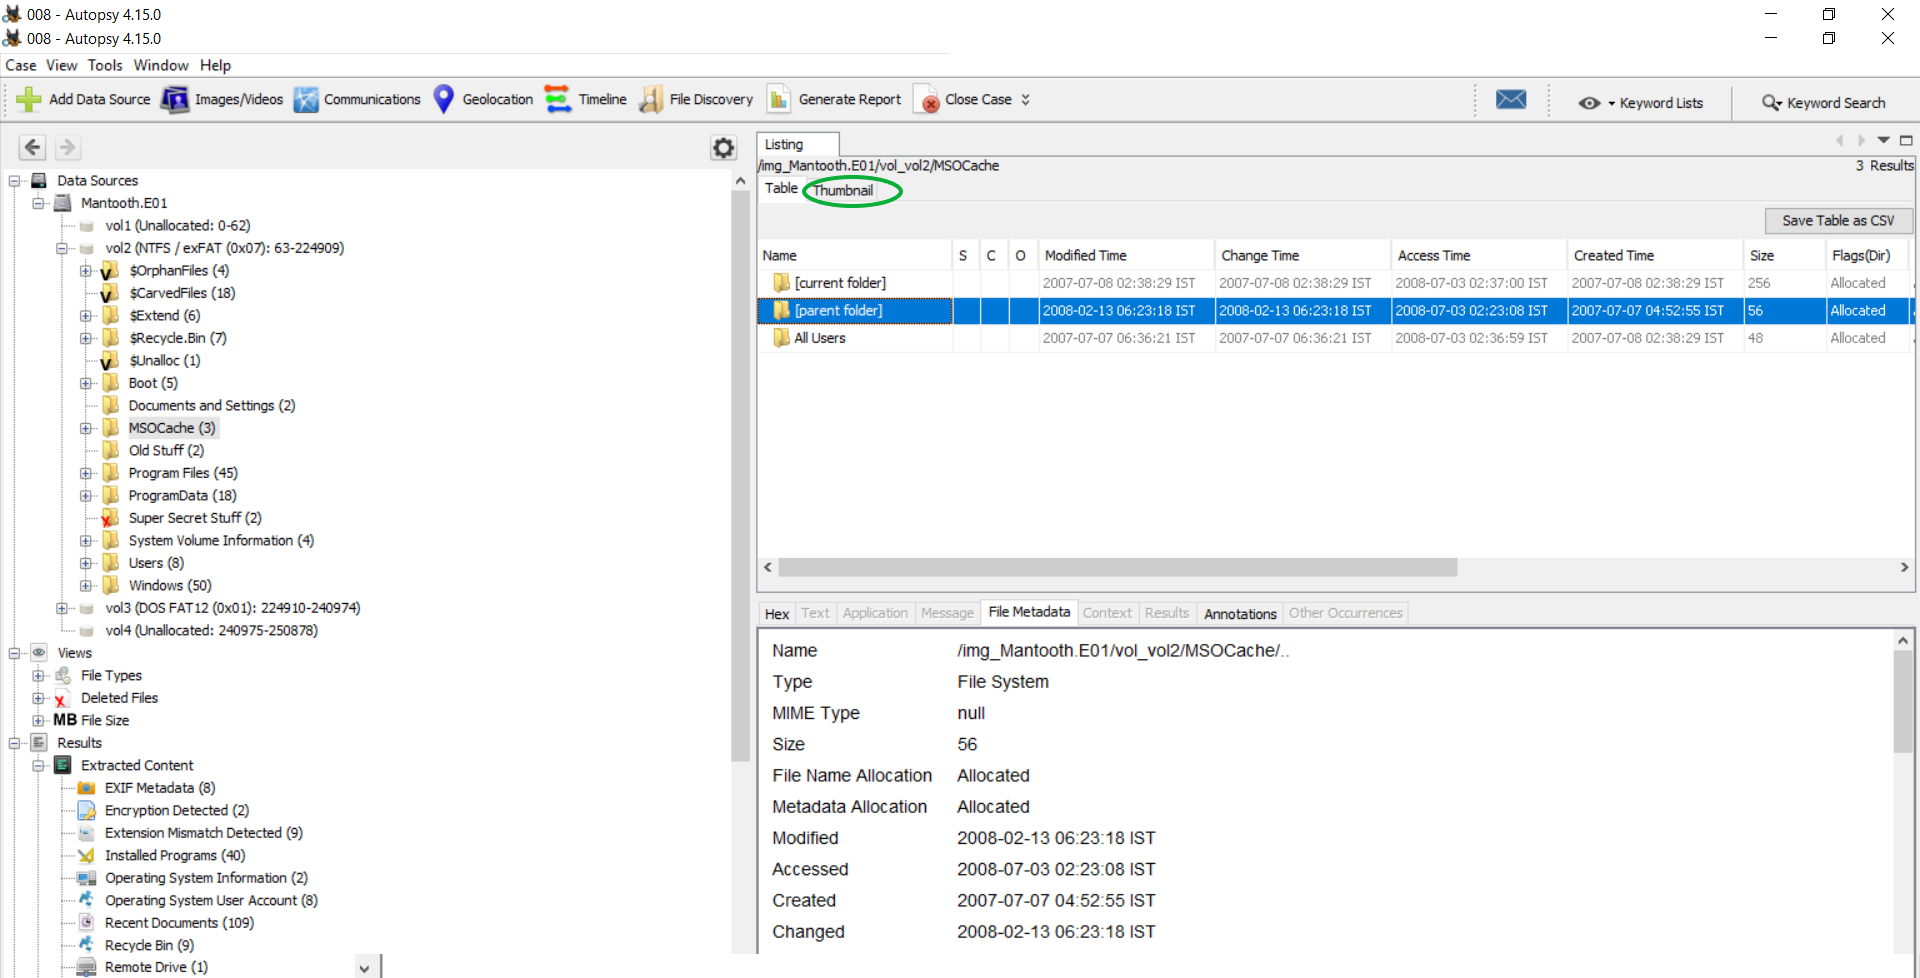 008 - Autopsy 4.15.0
008 - Autopsy 4.15.0
Case View Tools Window Help
Add Data Source Images/Videos Communications Geolocation Timeline File Discovery Generate Report Close Case Keyword Lists Keyword Search
Data Sources
Mantooth.E01
vol1 (Unallocated: 0-62)
vol2 (NTFS / exFAT (0x07): 63-224909)
$OrphanFiles (4)
$CarvedFiles (18)
$Extend (6)
$Recycle.Bin (7)
$Unalloc (1)
Boot (5)
Documents and Settings (2)
MSOCache (3)
Old Stuff (2)
Program Files (45)
ProgramData (18)
Super Secret Stuff (2)
System Volume Information (4)
Users (8)
Windows (50)
vol3 (DOS FAT12 (0x01): 224910-240974)
vol4 (Unallocated: 240975-250878)
Views
File Types
Deleted Files
MB File Size
Results
Extracted Content
EXIF Metadata (8)
Encryption Detected (2)
Extension Mismatch Detected (9)
Installed Programs (40)
Operating System Information (2)
Operating System User Account (8)
Recent Documents (109)
Recycle Bin (9)
Remote Drive (1)
Listing
/img_Mantooth.E01/vol_vol2/MSOCache 3 Results
Table Thumbnail
Save Table as CSV
Name S C O Modified Time Change Time Access Time Created Time Size Flags(Dir)
[current folder] 2007-07-08 02:38:29 IST 2007-07-08 02:38:29 IST 2008-07-03 02:37:00 IST 2007-07-08 02:38:29 IST 256 Allocated
[parent folder] 2008-02-13 06:23:18 IST 2008-02-13 06:23:18 IST 2008-07-03 02:23:08 IST 2007-07-07 04:52:55 IST 56 Allocated
All Users 2007-07-07 06:36:21 IST 2007-07-07 06:36:21 IST 2008-07-03 02:36:59 IST 2007-07-08 02:38:29 IST 48 Allocated
Hex Text Application Message File Metadata Context Results Annotations Other Occurrences
Name /img_Mantooth.E01/vol_vol2/MSOCache/..
Type File System
MIME Type null
Size 56
File Name Allocation Allocated
Metadata Allocation Allocated
Modified 2008-02-13 06:23:18 IST
Accessed 2008-07-03 02:23:08 IST
Created 2007-07-07 04:52:55 IST
Changed 2008-02-13 06:23:18 IST